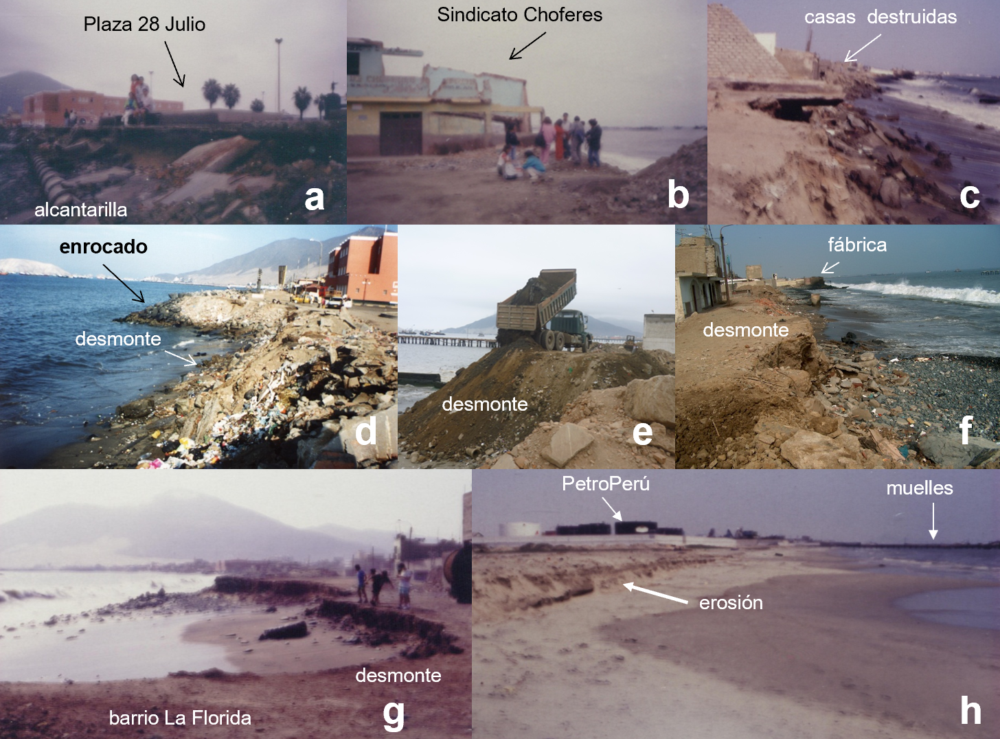 Plaza 28 Julio
alcantarilla
a
Sindicato Choferes
b
casas destruidas
c
enrocado
desmonte
d
desmonte
e
fábrica
desmonte
f
desmonte
barrio La Florida
g
PetroPerú
muelles
erosión
h